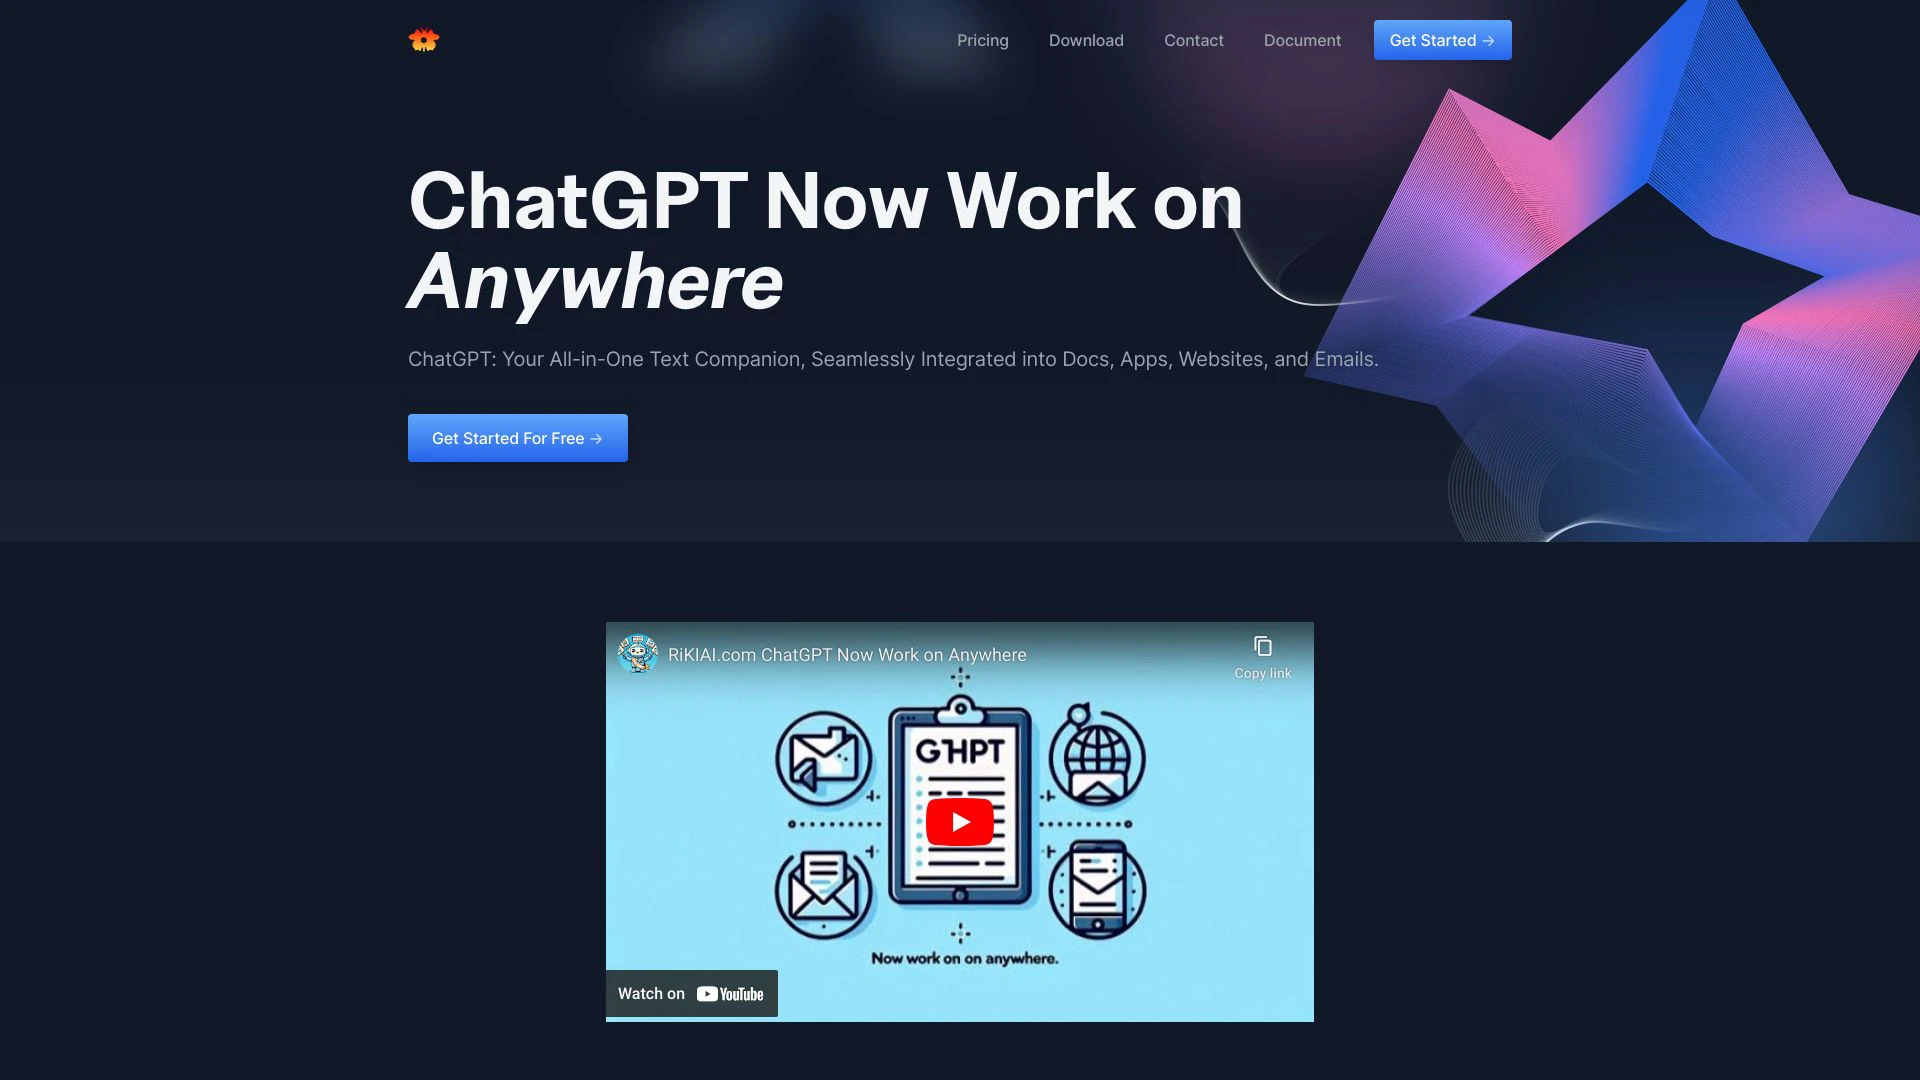 Pricing
Download
Contact
Document
Get Started →
ChatGPT Now Work on
Anywhere
ChatGPT: Your All-in-One Text Companion, Seamlessly Integrated into Docs, Apps, Websites, and Emails.
Get Started For Free →
RiKIAI.com ChatGPT Now Work on Anywhere
Copy link
GHPT
Now work on on anywhere.
Watch on YouTube